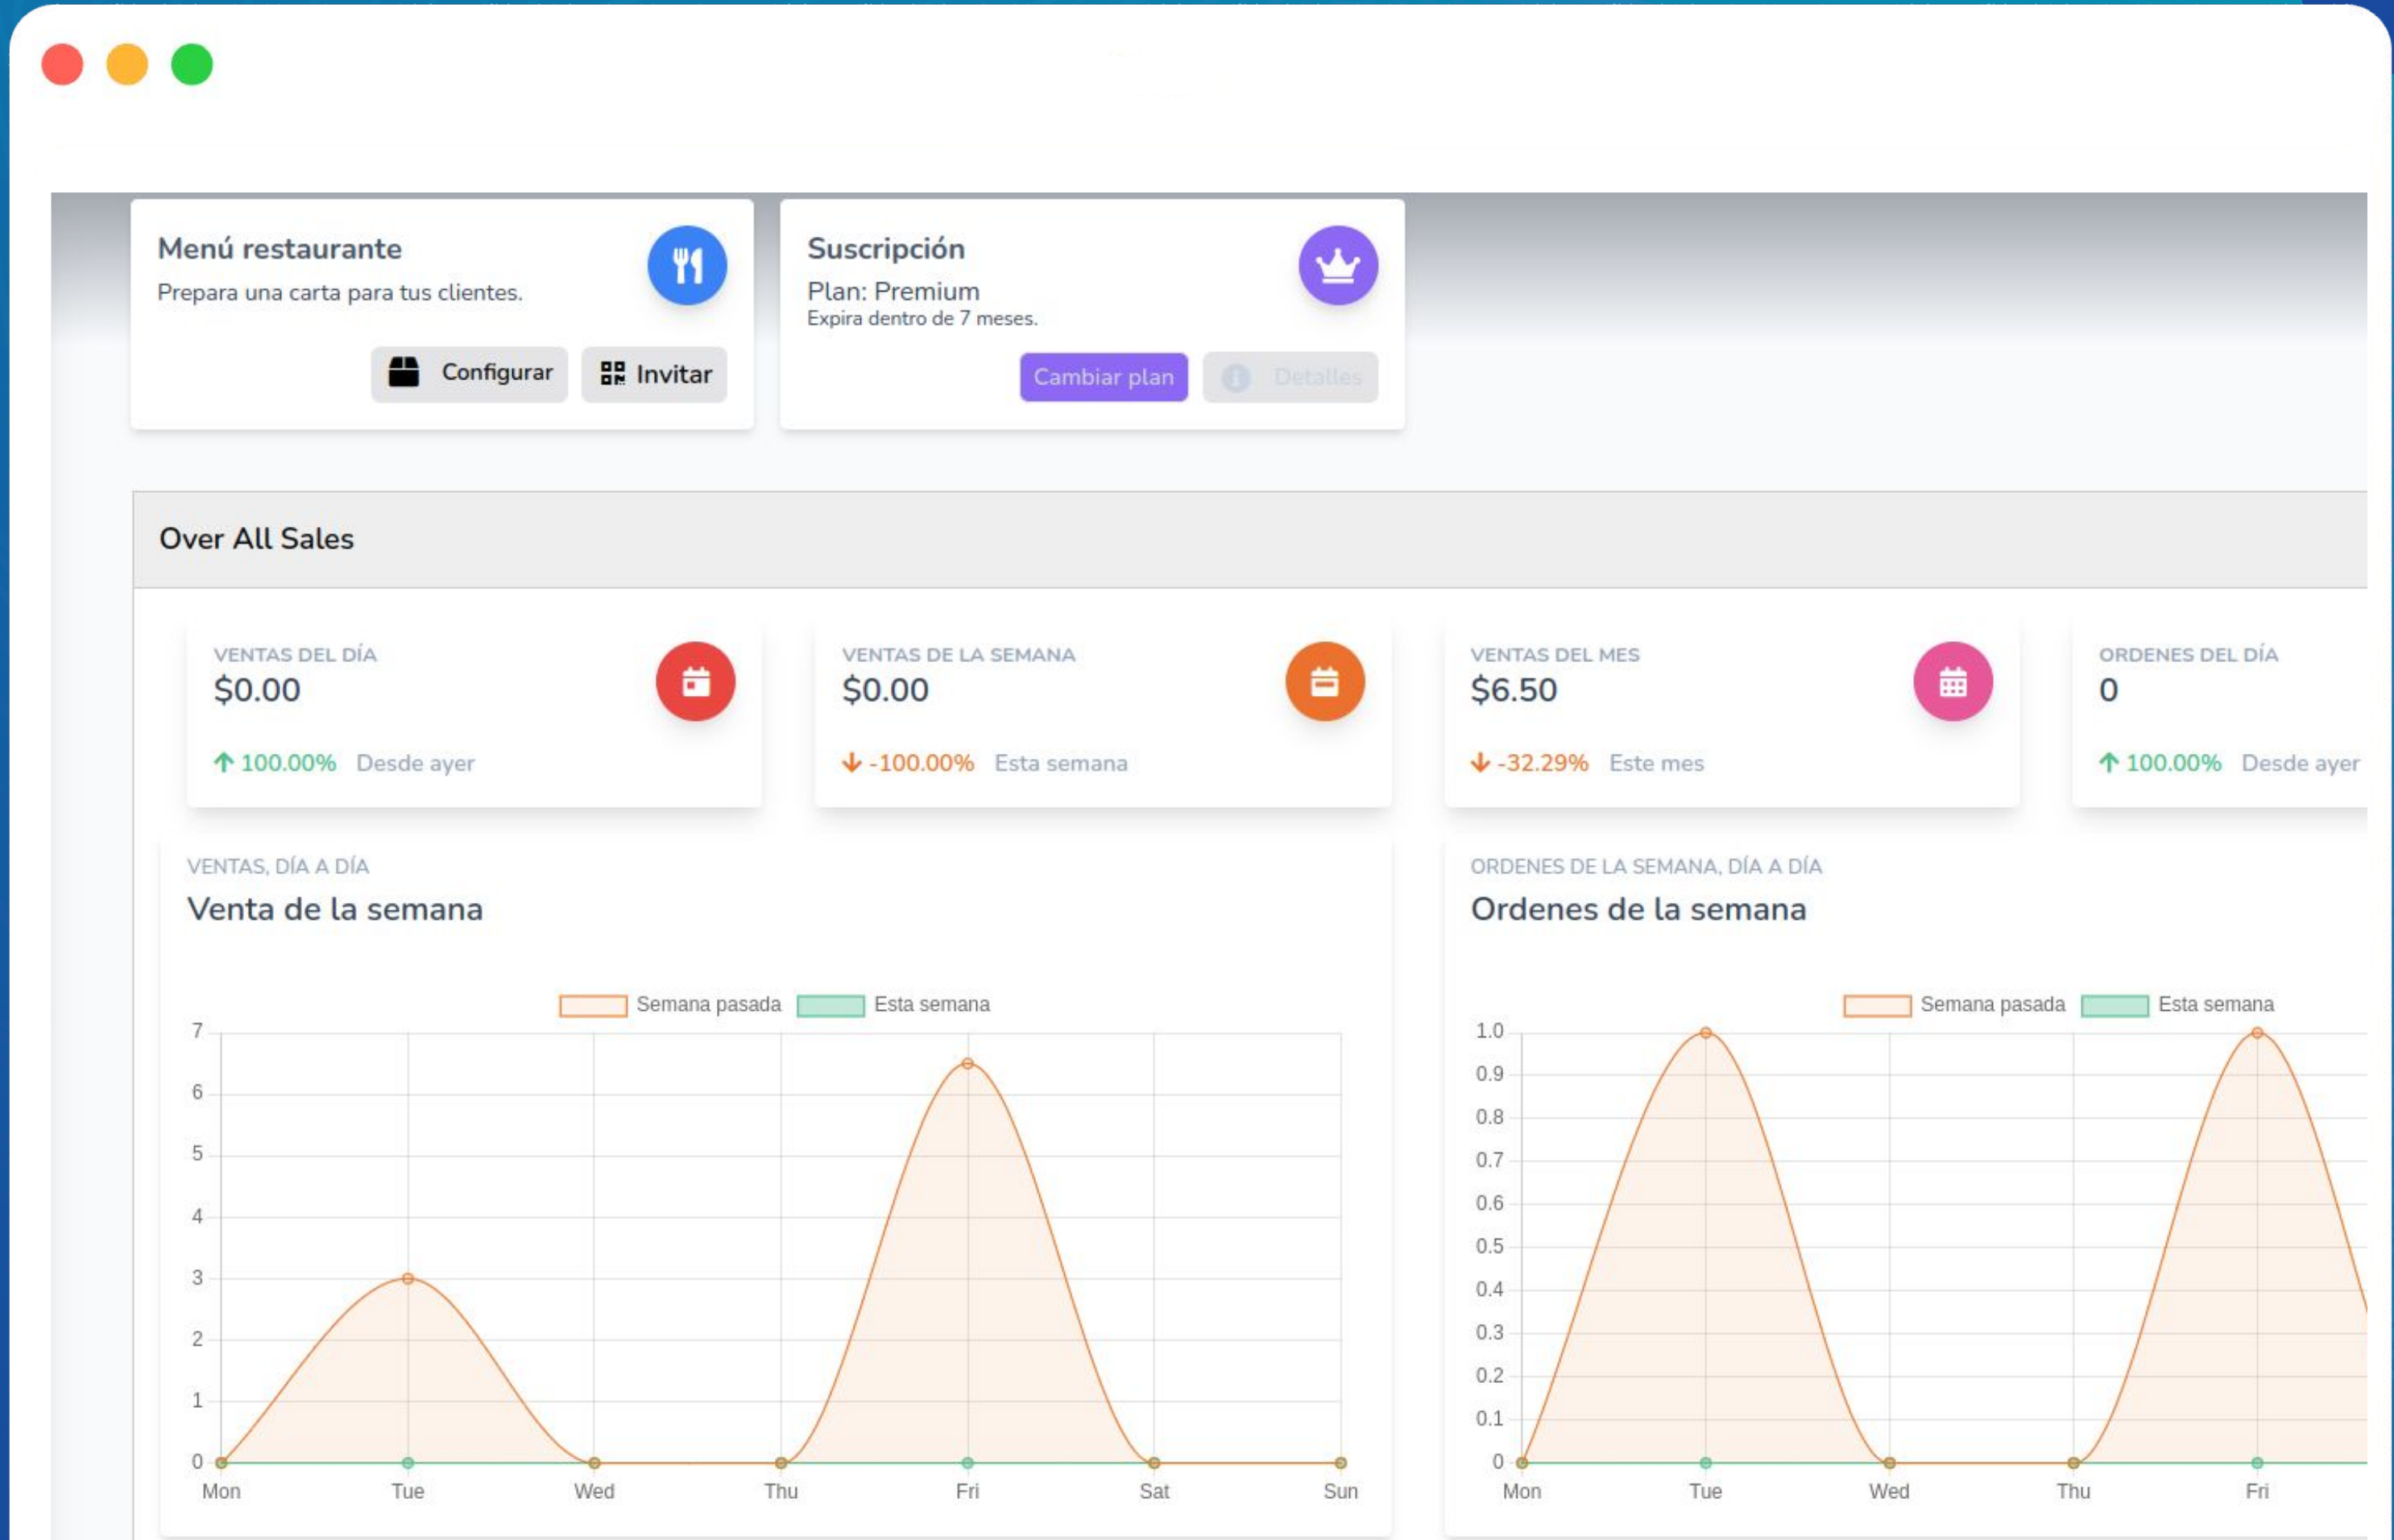 Menú restaurante
Prepara una carta para tus clientes.
Configurar
Invitar
Suscripción
Plan: Premium
Expira dentro de 7 meses.
Cambiar plan
Detalles
Over All Sales
VENTAS DEL DÍA
$0.00
100.00% Desde ayer
VENTAS DE LA SEMANA
$0.00
-100.00% Esta semana
VENTAS DEL MES
$6.50
-32.29% Este mes
ORDENES DEL DÍA
0
100.00% Desde ayer
VENTAS, DÍA A DÍA
Venta de la semana
Semana pasada Esta semana
7
6
5
4
3
2
1
0
Mon Tue Wed Thu Fri Sat Sun
ORDENES DE LA SEMANA, DÍA A DÍA
Ordenes de la semana
Semana pasada Esta semana
1.0
0.9
0.8
0.7
0.6
0.5
0.4
0.3
0.2
0.1
0
Mon Tue Wed Thu Fri